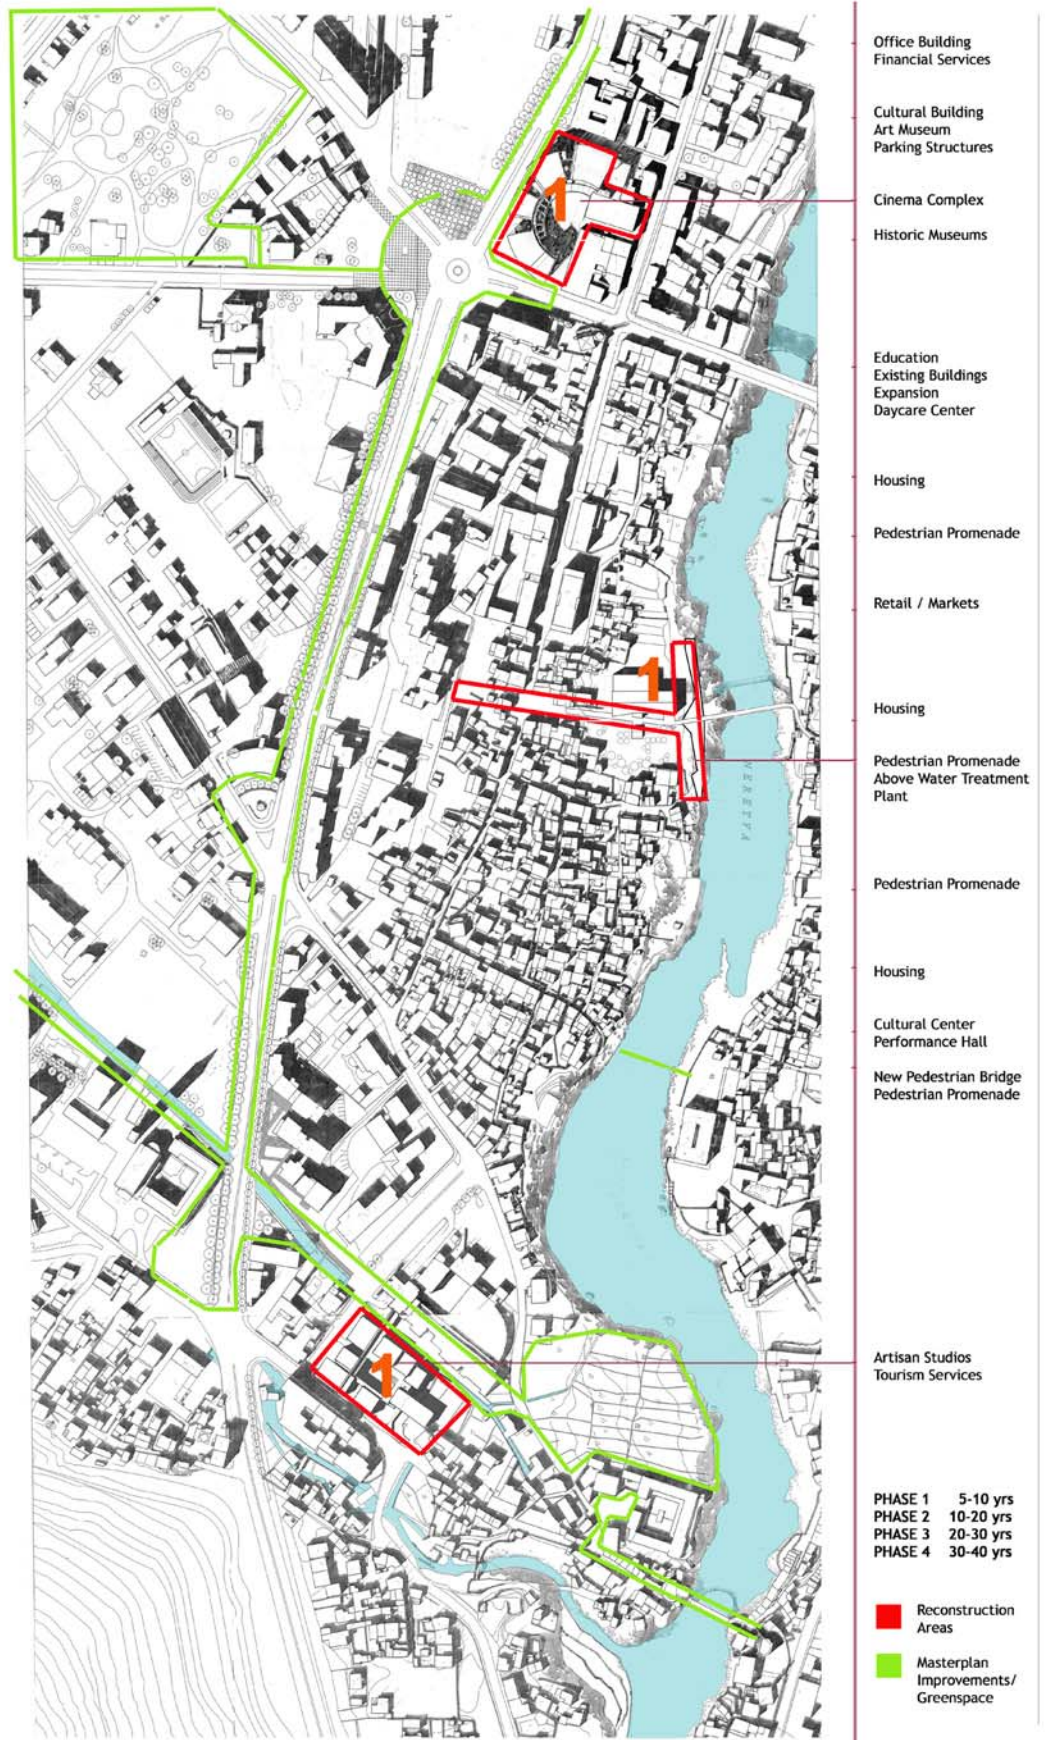 Office Building
Financial Services
Cultural Building
Art Museum
Parking Structures
1
Cinema Complex
Historic Museums
Education
Existing Buildings
Expansion
Daycare Center
Housing
Pedestrian Promenade
Retail / Markets
1
Housing
Pedestrian Promenade
Above Water Treatment
Plant
NERETVA
Pedestrian Promenade
Housing
Cultural Center
Performance Hall
New Pedestrian Bridge
Pedestrian Promenade
1
Artisan Studios
Tourism Services
PHASE 1 5-10 yrs
PHASE 2 10-20 yrs
PHASE 3 20-30 yrs
PHASE 4 30-40 yrs
Reconstruction
Areas
Masterplan
Improvements/
Greenspace